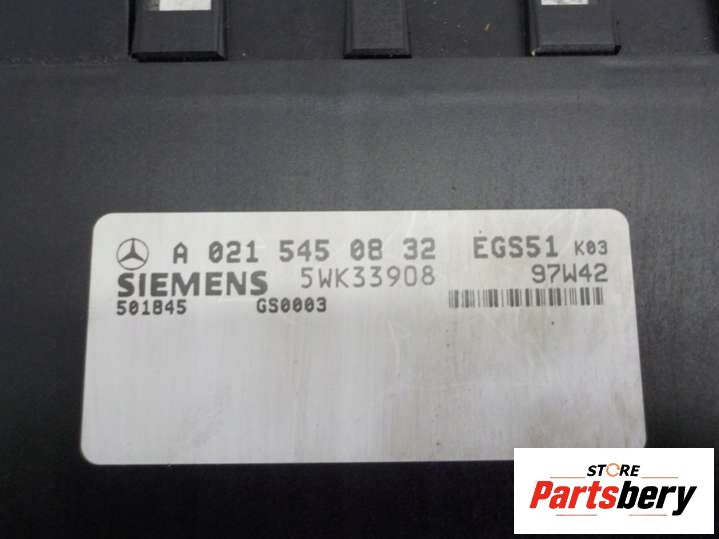 A 021 545 08 32 EGS51 K03
SIEMENS 5WK33908 97W42
501845 GS0003
STORE
Partsbery